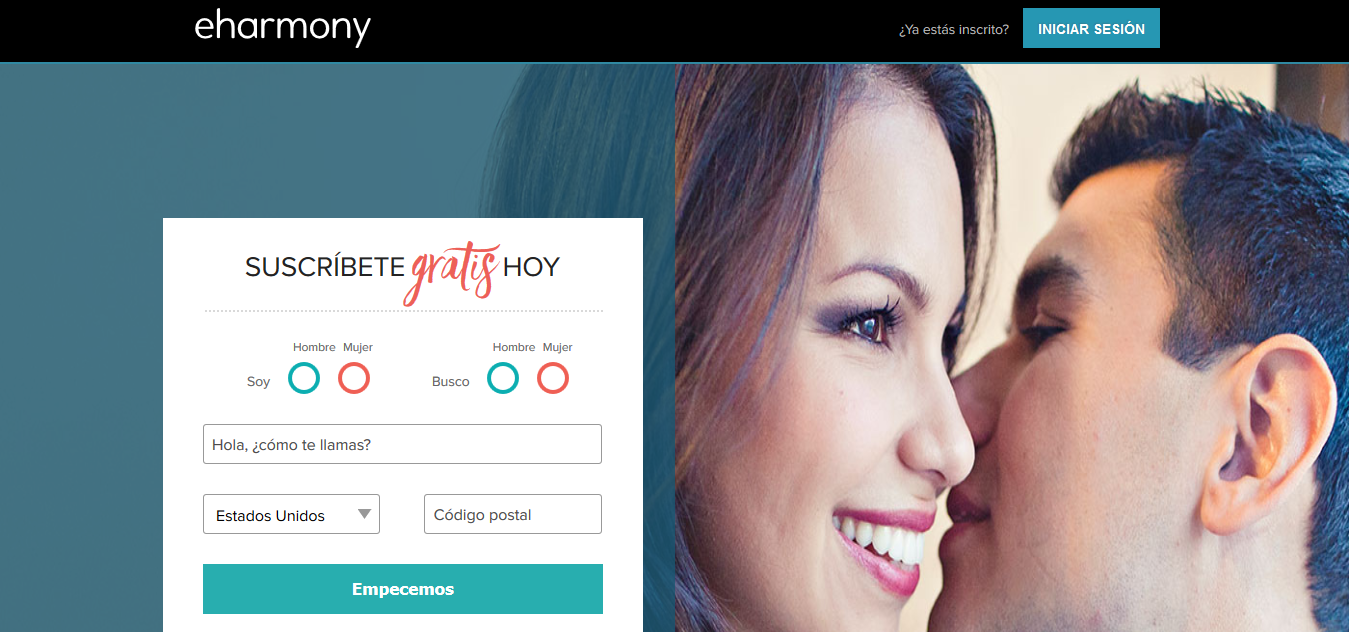 eharmony
¿Ya estás inscrito? INICIAR SESIÓN
SUSCRÍBETE gratis HOY
Hombre Mujer Hombre Mujer
Soy Busco
Hola, ¿cómo te llamas?
Estados Unidos Código postal
Empecemos